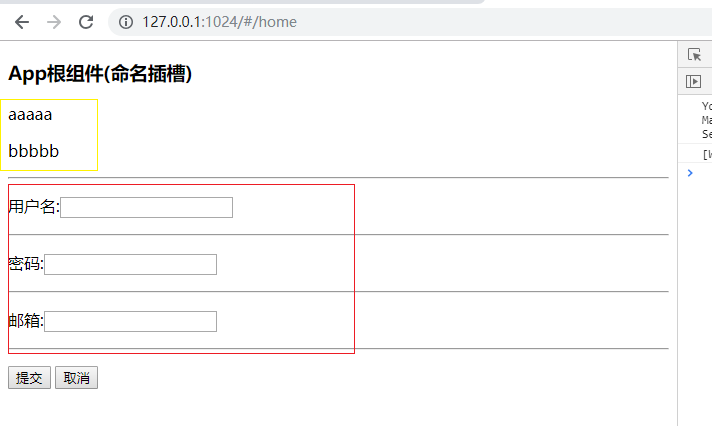 127.0.0.1:1024/#/home
App根组件(命名插槽)
aaaaa
bbbbb
用户名:
密码:
邮箱:
提交 取消
Yo
Ma
Se
[W